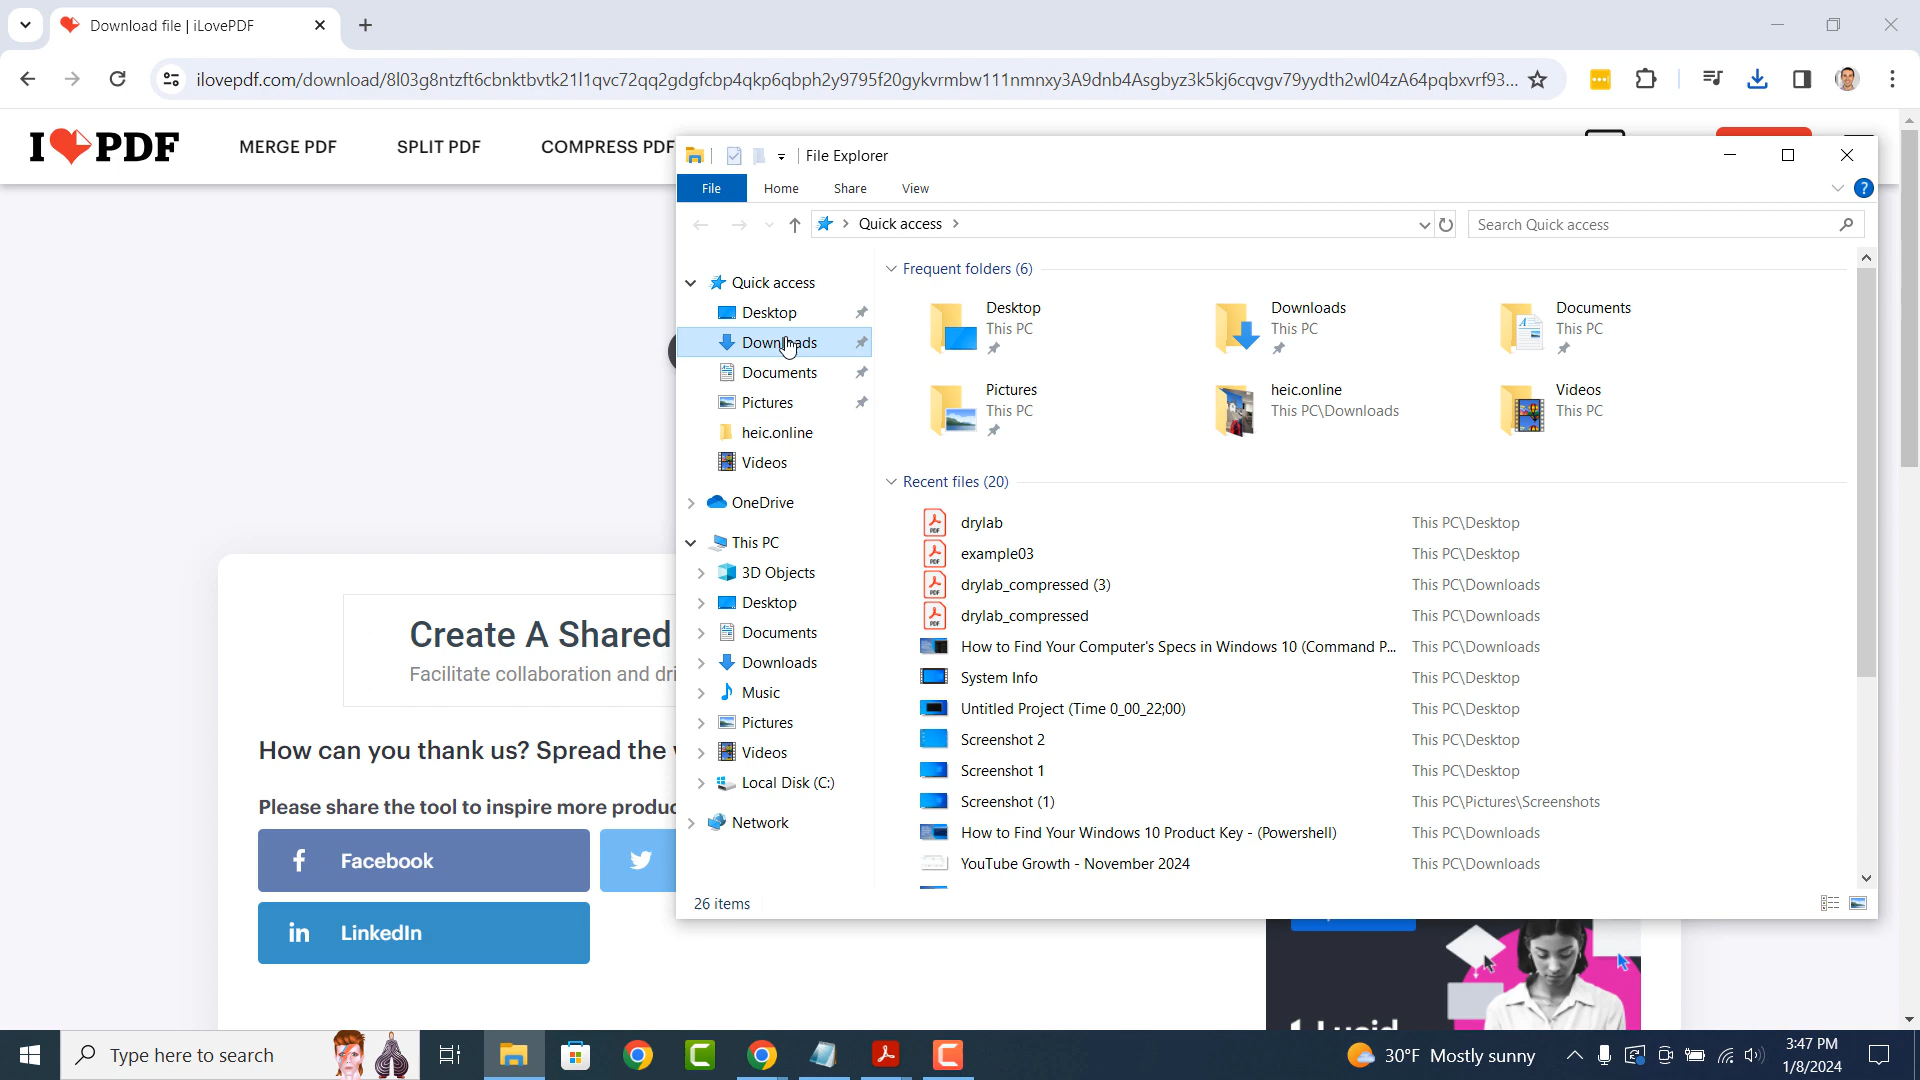 Download file | iLovePDF
ilovepdf.com/download/8l03g8ntzft6cbnktbvtk21l1qvc72qq2gdgfcbp4qkp6qbph2y9795f20gykvrmbw111nmnxy3A9dnb4Asgbyz3k5kj6cqvgv79yydth2wl04zA64pqbxvrf93...
I PDF
MERGE PDF SPLIT PDF COMPRESS PDF
File Explorer
File Home Share View
Quick access
Search Quick access
Quick access
Desktop
Downloads
Documents
Pictures
heic.online
Videos
OneDrive
This PC
3D Objects
Desktop
Documents
Downloads
Music
Pictures
Videos
Local Disk (C:)
Network
Frequent folders (6)
Desktop
This PC
Downloads
This PC
Documents
This PC
Pictures
This PC
heic.online
This PC\Downloads
Videos
This PC
Recent files (20)
drylab This PC\Desktop
example03 This PC\Desktop
drylab_compressed (3) This PC\Downloads
drylab_compressed This PC\Downloads
How to Find Your Computer's Specs in Windows 10 (Command P... This PC\Downloads
System Info This PC\Desktop
Untitled Project (Time 0_00_22;00) This PC\Desktop
Screenshot 2 This PC\Desktop
Screenshot 1 This PC\Desktop
Screenshot (1) This PC\Pictures\Screenshots
How to Find Your Windows 10 Product Key - (Powershell) This PC\Downloads
YouTube Growth - November 2024 This PC\Downloads
26 items
Create A Shared
Facilitate collaboration and dri
How can you thank us? Spread the
Please share the tool to inspire more produc
Facebook
LinkedIn
Type here to search
30°F Mostly sunny
3:47 PM
1/8/2024